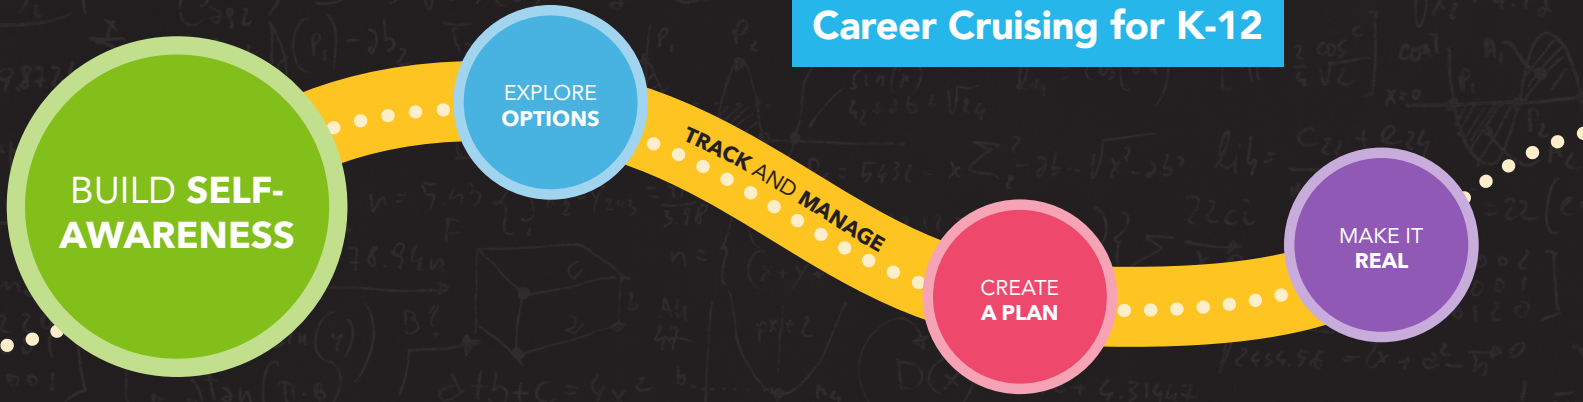 Career Cruising for K-12
BUILD SELF-
AWARENESS
EXPLORE
OPTIONS
TRACK AND MANAGE
CREATE
A PLAN
MAKE IT
REAL